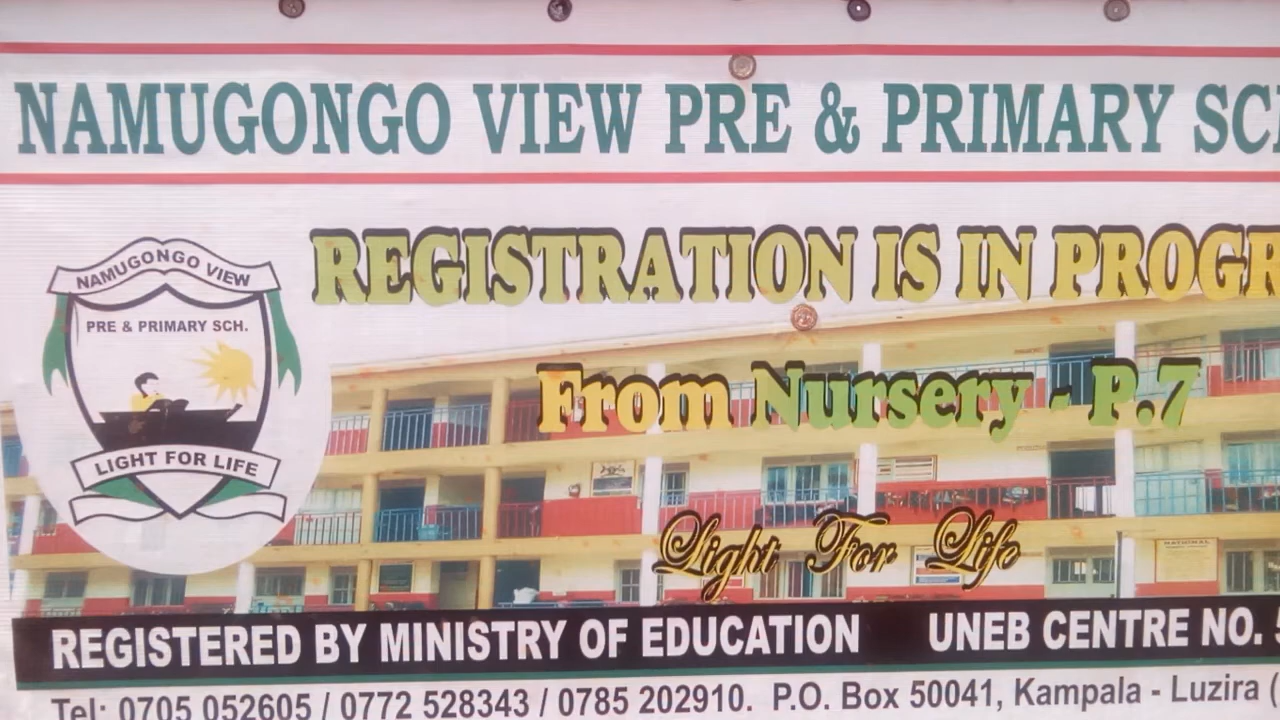 NAMUGONGO VIEW PRE & PRIMARY
REGISTRATION IS IN
NAMUGONGO VIEW
PRE & PRIMARY SCH.
From Nursery - P.7
LIGHT FOR LIFE
Light For Life
REGISTERED BY MINISTRY OF EDUCATION UNEB CENTRE NO.
Tel: 0705 052605 / 0772 528343 / 0785 202910. P.O. Box 50041, Kampala - Luzira (